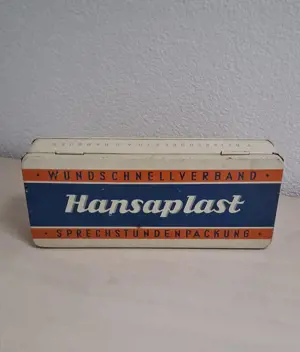 · WUNDSCHNELLVERBAND ·
Hansaplast
· SPRECHSTUNDENPACKUNG ·